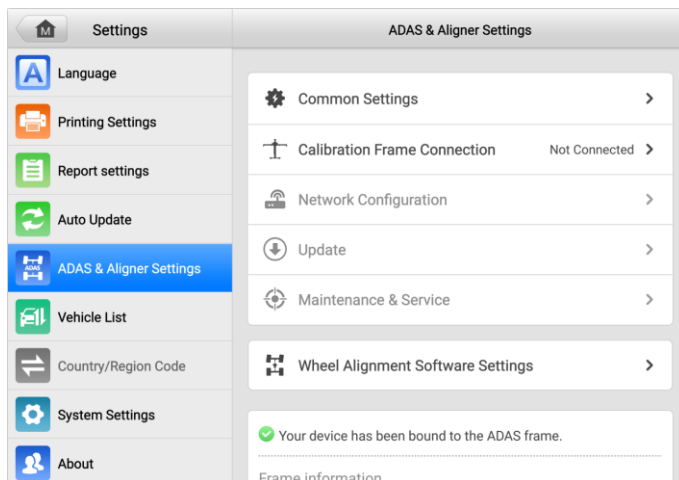 M
Settings
ADAS & Aligner Settings
A
Language
Printing Settings
Report settings
Auto Update
ADAS
ADAS & Aligner Settings
Vehicle List
Country/Region Code
System Settings
About
Common Settings
Calibration Frame Connection Not Connected
Network Configuration
Update
Maintenance & Service
Wheel Alignment Software Settings
Your device has been bound to the ADAS frame.
Frame information